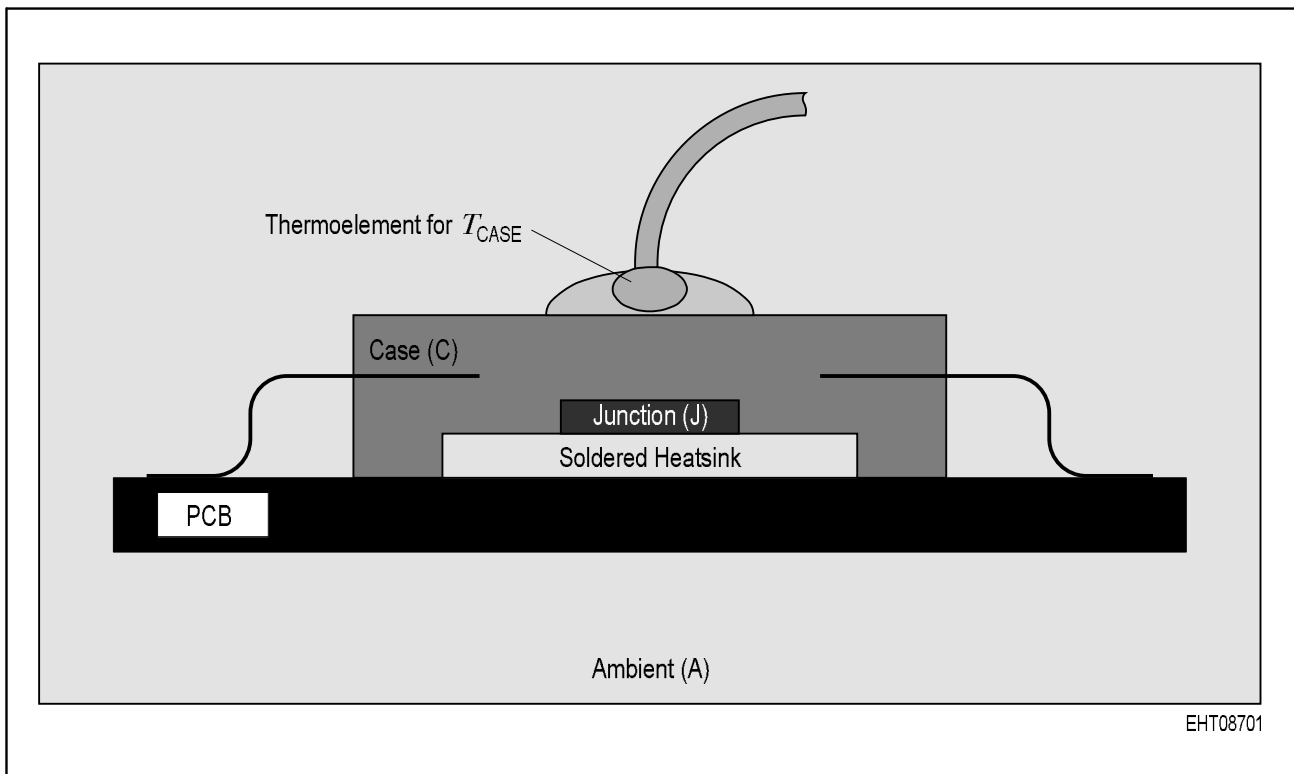 Thermoelement for TCASE
Case (C)
Junction (J)
Soldered Heatsink
PCB
Ambient (A)
EHT08701